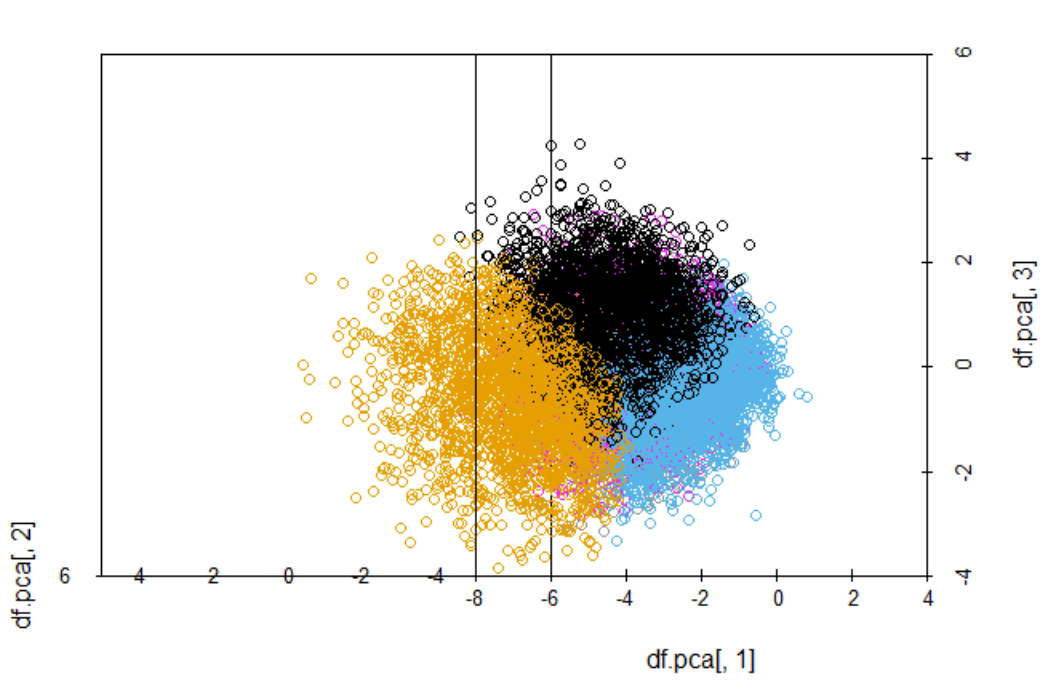 6
4
2
df.pca[, 3]
0
-2
df.pca[, 2]
6 4 2 0 -2 -4 -4
-8 -6 -4 -2 0 2 4
df.pca[, 1]